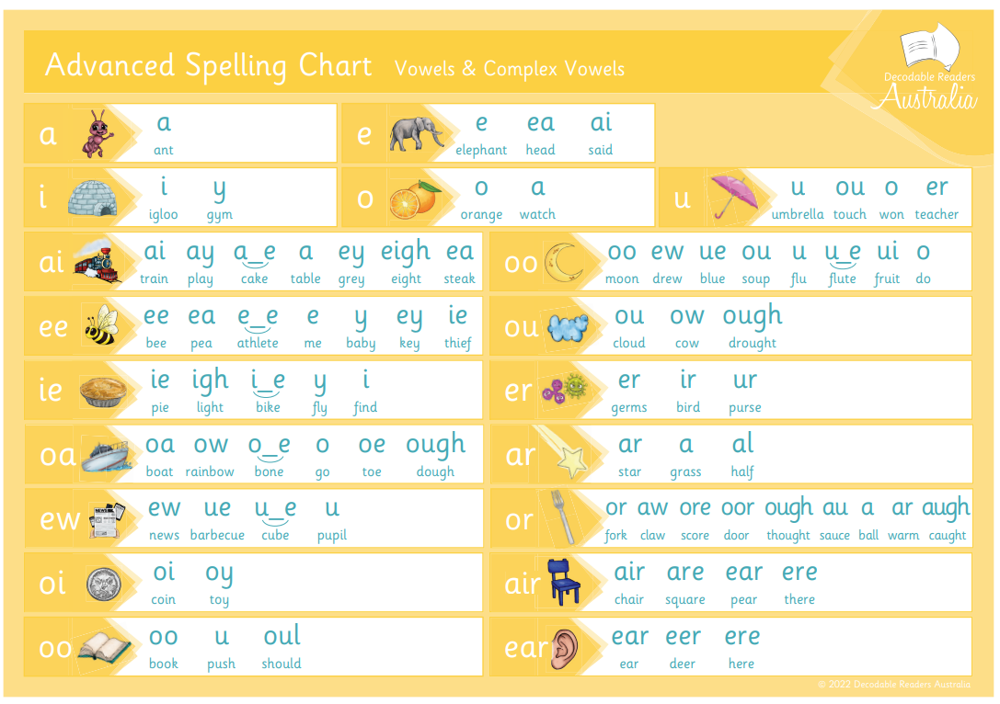 Advanced Spelling Chart Vowels & Complex Vowels
Decodable Readers
Australia
a
a
ant
e
e ea ai
elephant head said
i
i y
igloo gym
o
o a
orange watch
u
u ou o er
umbrella touch won teacher
ai
ai ay a_e a ey eigh ea
train play cake table grey eight steak
oo
oo ew ue ou u u_e ui o
moon drew blue soup flu flute fruit do
ee
ee ea e_e e y ey ie
bee pea athlete me baby key thief
ou
ou ow ough
cloud cow drought
ie
ie igh i_e y i
pie light bike fly find
er
er ir ur
germs bird purse
oa
oa ow o_e o oe ough
boat rainbow bone go toe dough
ar
ar a al
star grass half
ew
NEWS
ew ue u_e u
news barbecue cube pupil
or
or aw ore oor ough au a ar augh
fork claw score door thought sauce ball warm caught
oi
oi oy
coin toy
air
air are ear ere
chair square pear there
oo
oo u oul
book push should
ear
ear eer ere
ear deer here
© 2022 Decodable Readers Australia